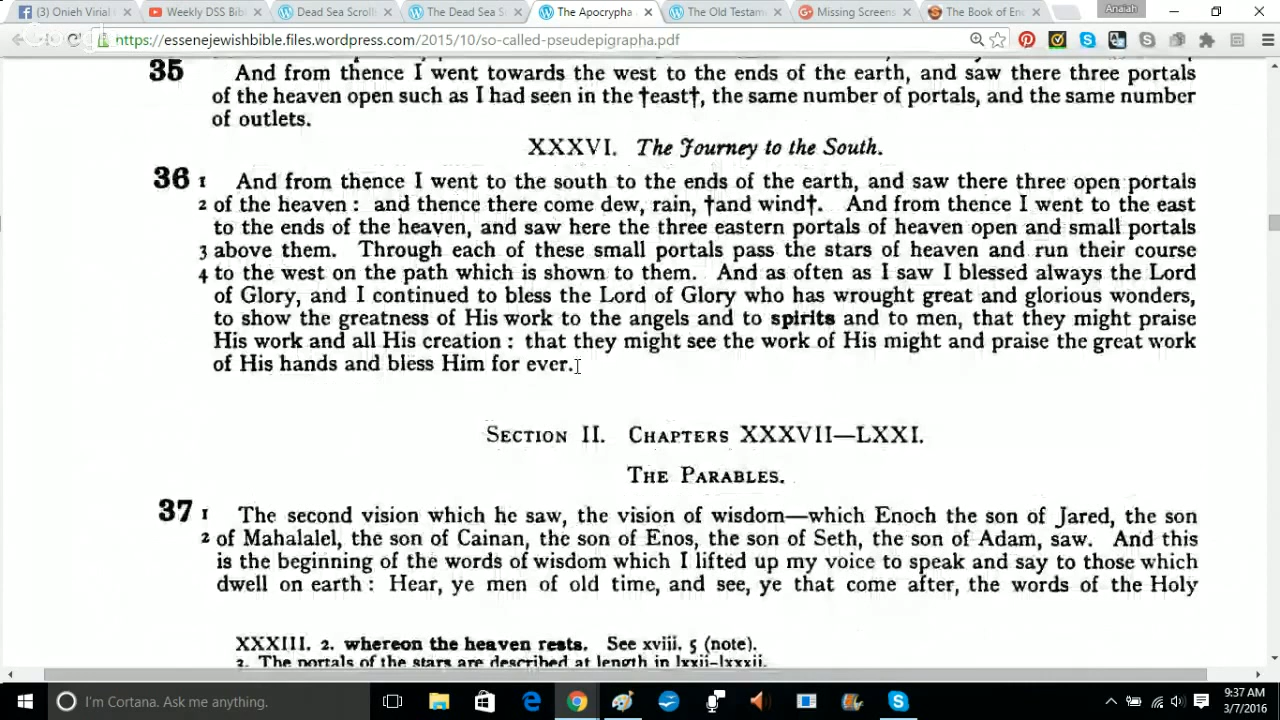 (3) Onieh Virial
Weekly DSS Bib
Dead Sea Scroll
The Dead Sea S
The Apocrypha
The Old Testam
Missing Screens
The Book of En
Anaiah
https://essenejewishbible.files.wordpress.com/2015/10/so-called-pseudepigrapha.pdf
35 And from thence I went towards the west to the ends of the earth, and saw there three portals
of the heaven open such as I had seen in the †east†, the same number of portals, and the same number
of outlets.
XXXVI. The Journey to the South.
36 1 And from thence I went to the south to the ends of the earth, and saw there three open portals
2 of the heaven: and thence there come dew, rain, †and wind†. And from thence I went to the east
to the ends of the heaven, and saw here the three eastern portals of heaven open and small portals
3 above them. Through each of these small portals pass the stars of heaven and run their course
4 to the west on the path which is shown to them. And as often as I saw I blessed always the Lord
of Glory, and I continued to bless the Lord of Glory who has wrought great and glorious wonders,
to show the greatness of His work to the angels and to spirits and to men, that they might praise
His work and all His creation: that they might see the work of His might and praise the great work
of His hands and bless Him for ever.
SECTION II. CHAPTERS XXXVII—LXXI.
THE PARABLES.
37 1 The second vision which he saw, the vision of wisdom—which Enoch the son of Jared, the son
2 of Mahalalel, the son of Cainan, the son of Enos, the son of Seth, the son of Adam, saw. And this
is the beginning of the words of wisdom which I lifted up my voice to speak and say to those which
dwell on earth: Hear, ye men of old time, and see, ye that come after, the words of the Holy
XXXIII. 2. whereon the heaven rests. See xviii. 5 (note).
3. The portals of the stars are described at length in lxxii–lxxxii.
I'm Cortana. Ask me anything.
9:37 AM
3/7/2016